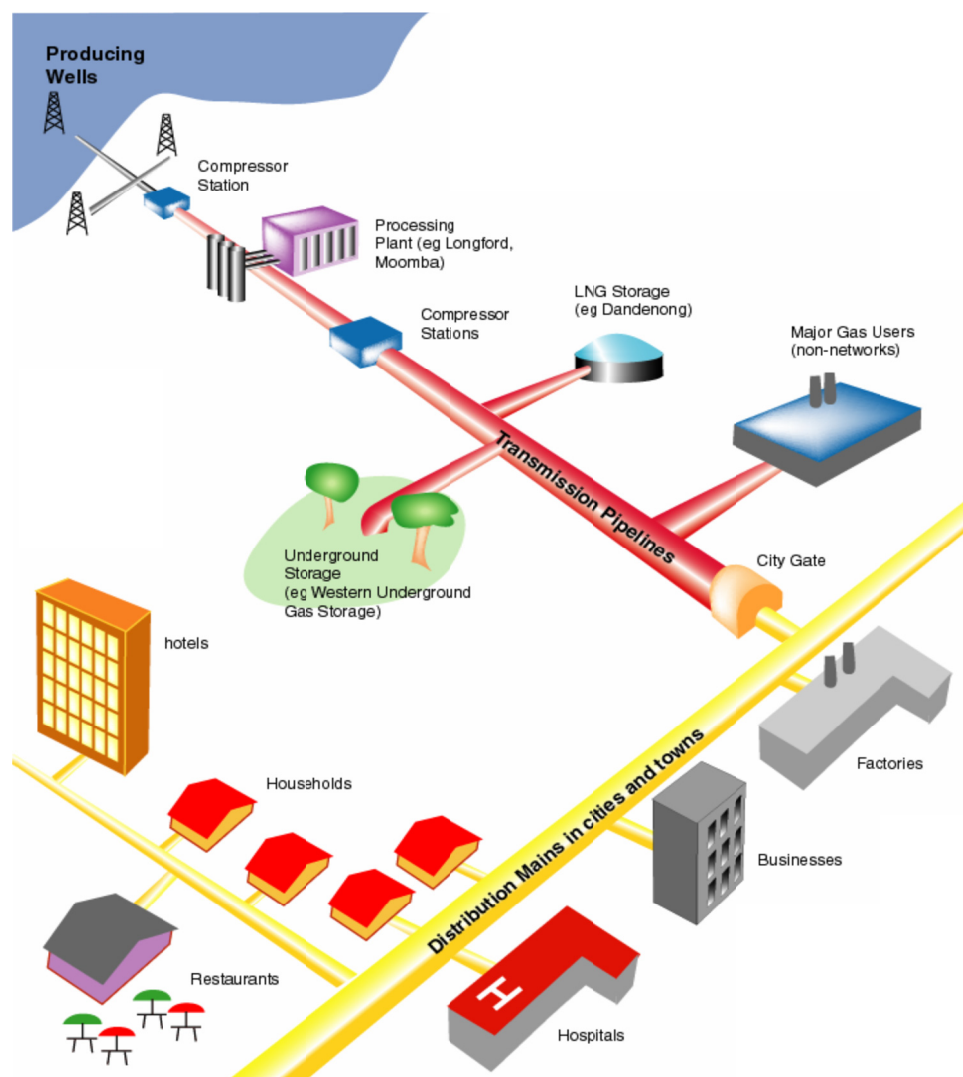 Producing
Wells
Compressor
Station
Processing
Plant (eg Longford,
Moomba)
LNG Storage
(eg Dandenong)
Compressor
Stations
Major Gas Users
(non-networks)
Transmission Pipelines
Underground
Storage
(eg Western Underground
Gas Storage)
City Gate
hotels
Factories
Households
Distribution Mains in cities and towns
Businesses
Restaurants
H
Hospitals